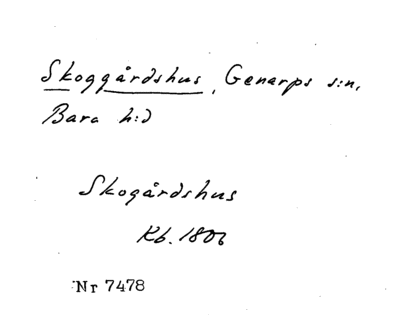 Skoggårdshus, Genarps s:n,
Bara h:d
Skogårdshus
Kb. 1806
Nr 7478